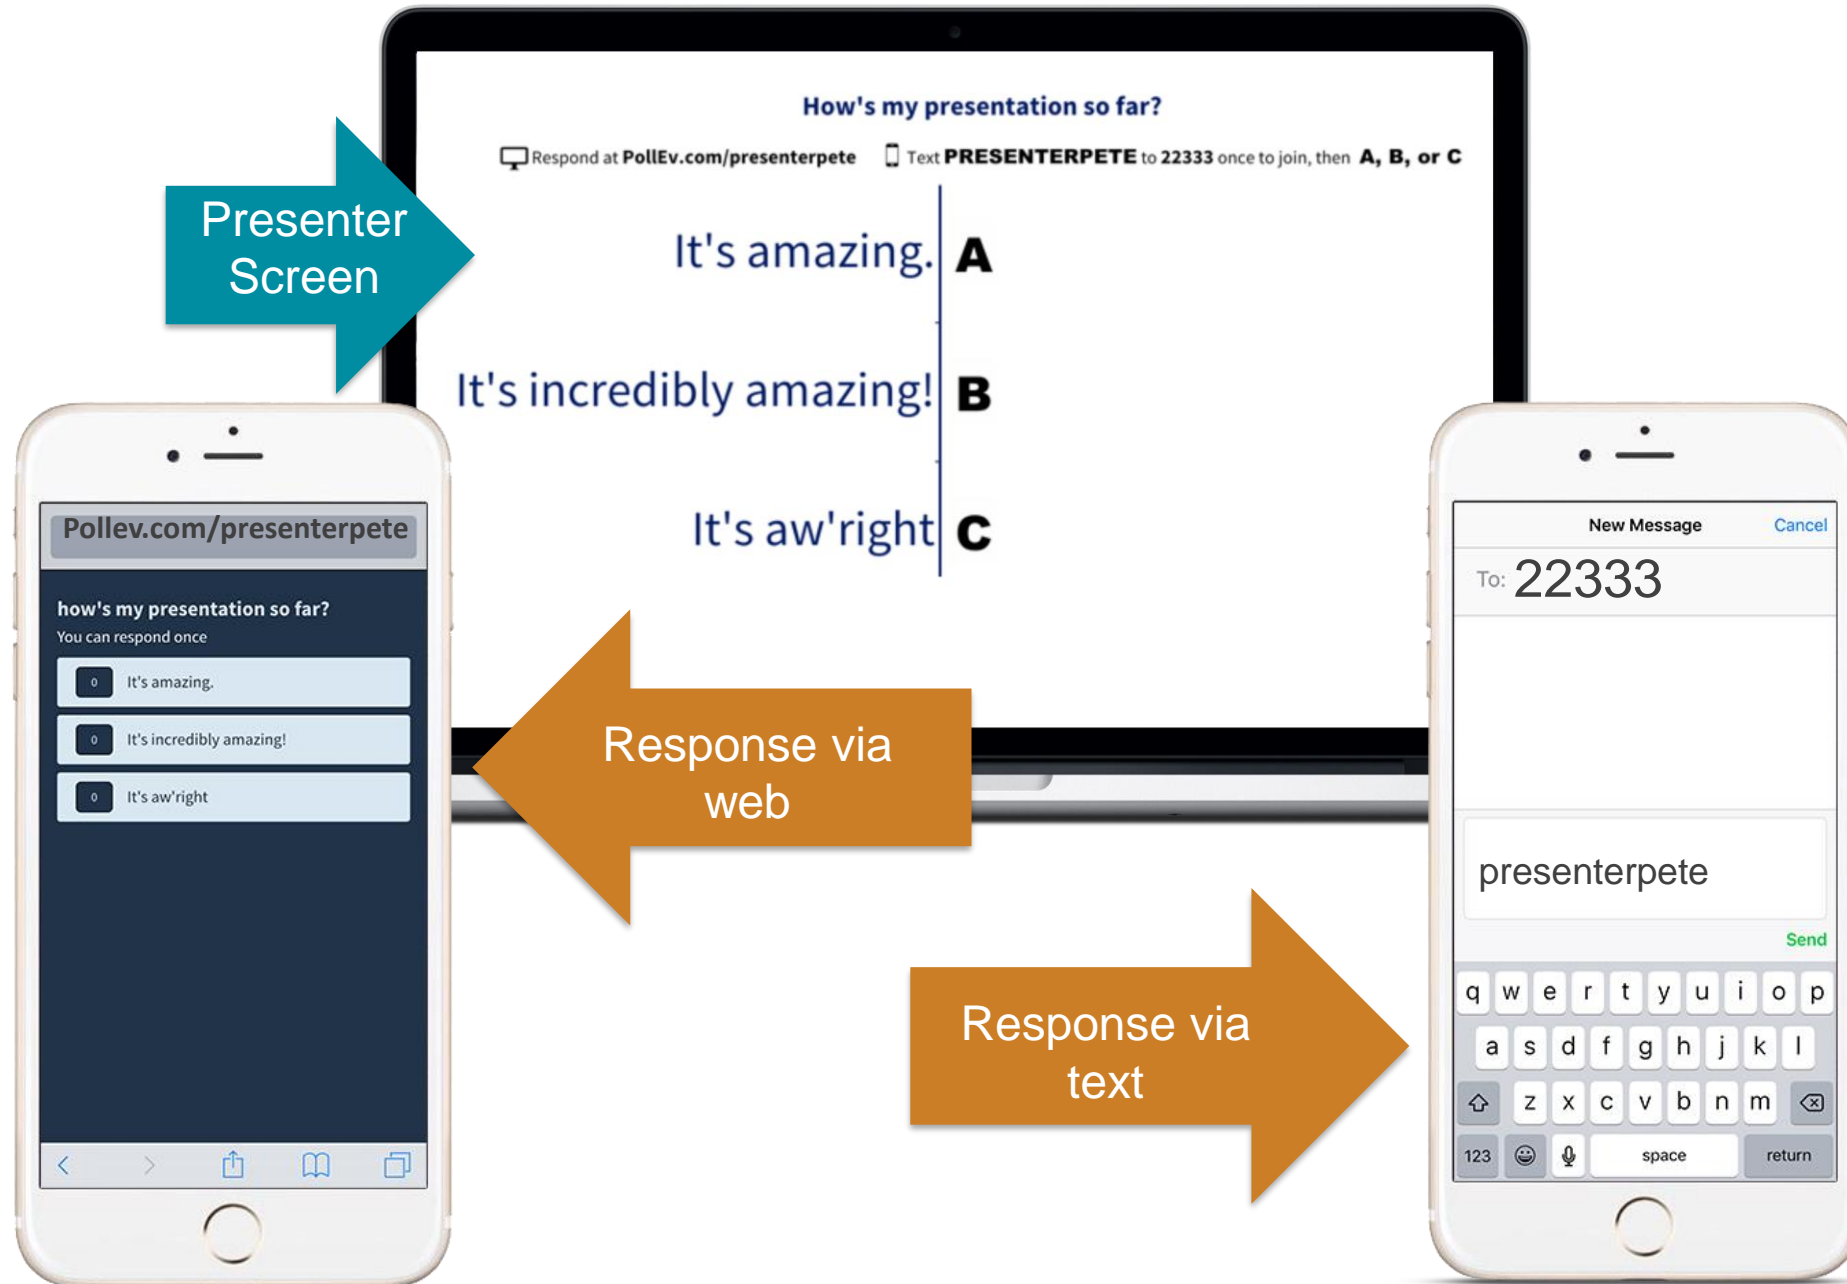 How's my presentation so far?
Respond at PollEv.com/presenterpete Text PRESENTERPETE to 22333 once to join, then A, B, or C
Presenter
Screen
It's amazing. A
It's incredibly amazing! B
It's aw'right C
Pollev.com/presenterpete
how's my presentation so far?
You can respond once
0 It's amazing.
0 It's incredibly amazing!
0 It's aw'right
Response via
web
Response via
text
New Message Cancel
To: 22333
presenterpete
Send
q w e r t y u i o p
a s d f g h j k l
z x c v b n m
123 space return